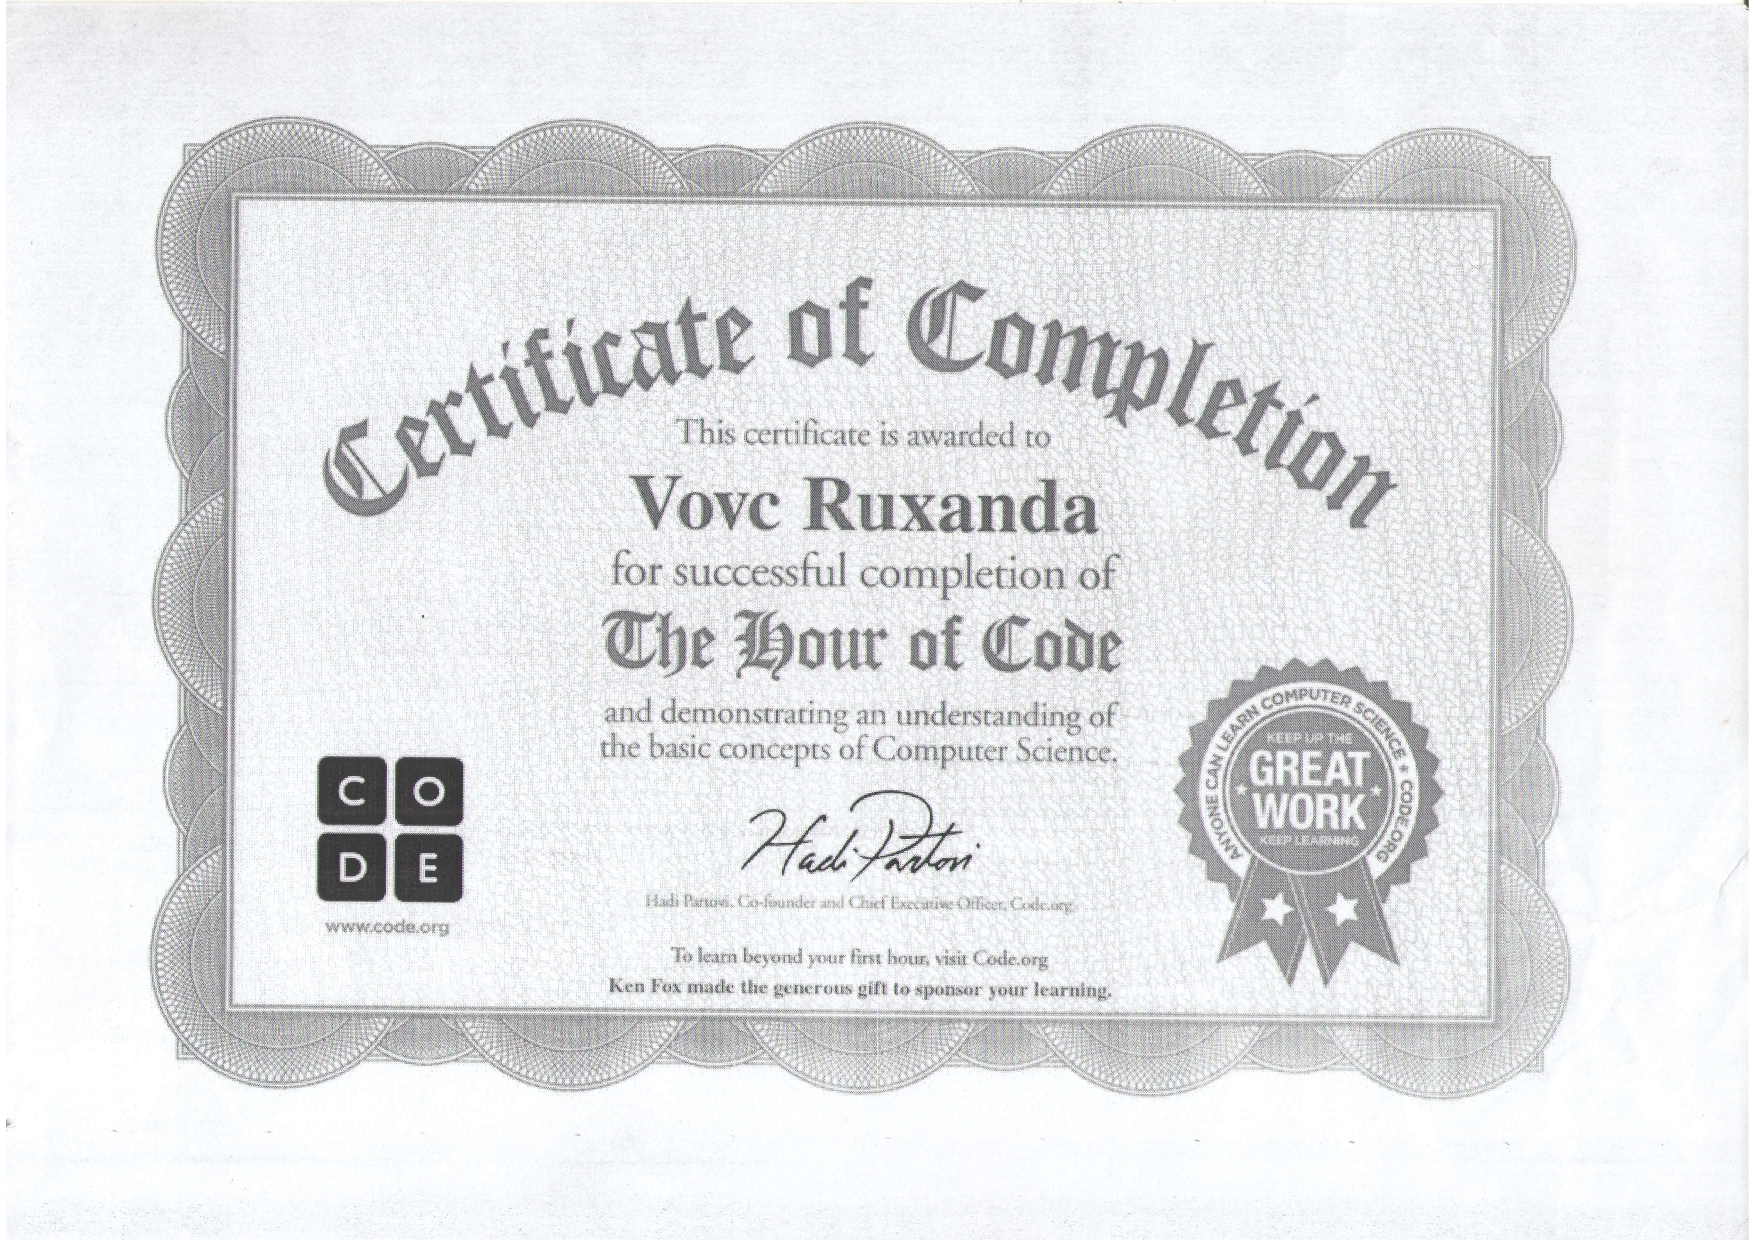 Certificate of Completion
This certificate is awarded to
Vovc Ruxanda
for successful completion of
The Hour of Code
and demonstrating an understanding of
the basic concepts of Computer Science.
C O
D E
www.code.org
Hadi Partovi
Hadi Partovi, Co-founder and Chief Executive Officer, Code.org
To learn beyond your first hour, visit Code.org
Ken Fox made the generous gift to sponsor your learning.
ANYONE CAN LEARN COMPUTER SCIENCE * CODE.ORG
KEEP UP THE
GREAT
WORK
KEEP LEARNING